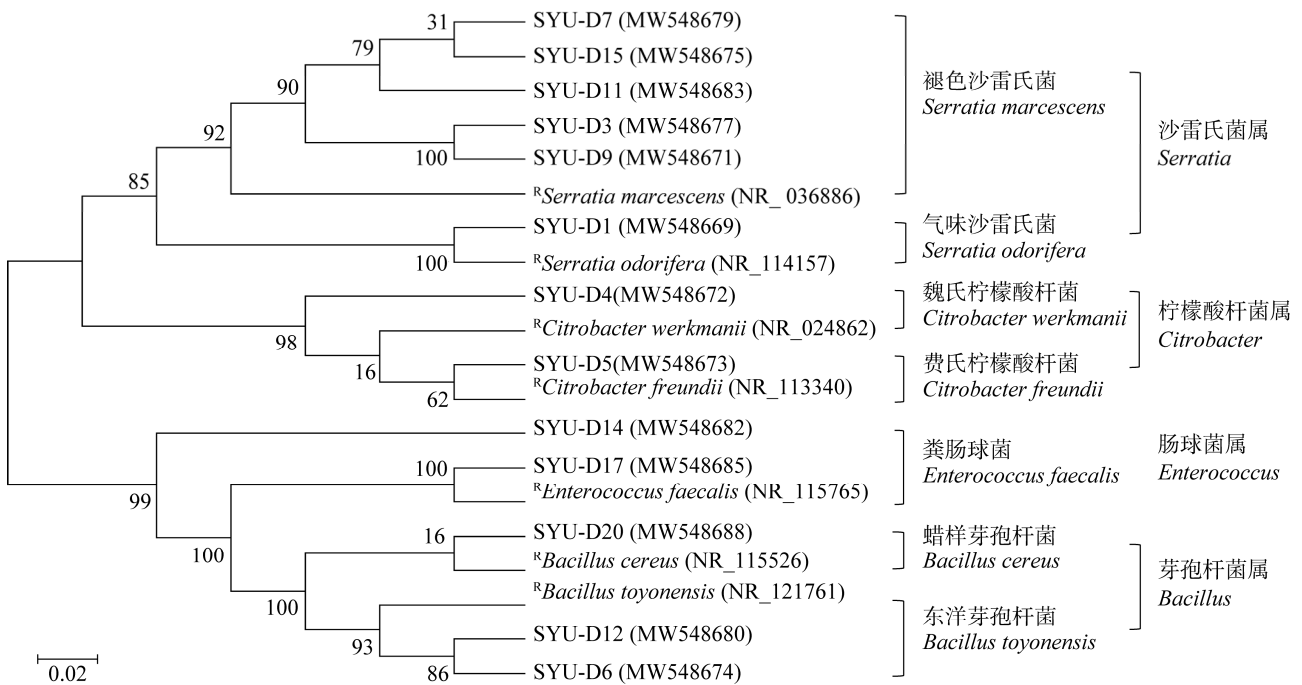 SYU-D7 (MW548679)
31
SYU-D15 (MW548675)
79
SYU-D11 (MW548683)
90
SYU-D3 (MW548677)
92
SYU-D9 (MW548671)
100
褪色沙雷氏菌
Serratia marcescens
沙雷氏菌属
Serratia
85
RSerratia marcescens (NR_ 036886)
SYU-D1 (MW548669)
100
RSerratia odorifera (NR_114157)
气味沙雷氏菌
Serratia odorifera
SYU-D4(MW548672)
RCitrobacter werkmanii (NR_024862)
魏氏柠檬酸杆菌
Citrobacter werkmanii
柠檬酸杆菌属
Citrobacter
98
16
SYU-D5(MW548673)
RCitrobacter freundii (NR_113340)
62
费氏柠檬酸杆菌
Citrobacter freundii
SYU-D14 (MW548682)
99
100
SYU-D17 (MW548685)
REnterococcus faecalis (NR_115765)
粪肠球菌
Enterococcus faecalis
肠球菌属
Enterococcus
100
16
SYU-D20 (MW548688)
RBacillus cereus (NR_115526)
蜡样芽孢杆菌
Bacillus cereus
芽孢杆菌属
Bacillus
100
RBacillus toyonensis (NR_121761)
93
SYU-D12 (MW548680)
86
SYU-D6 (MW548674)
东洋芽孢杆菌
Bacillus toyonensis
0.02